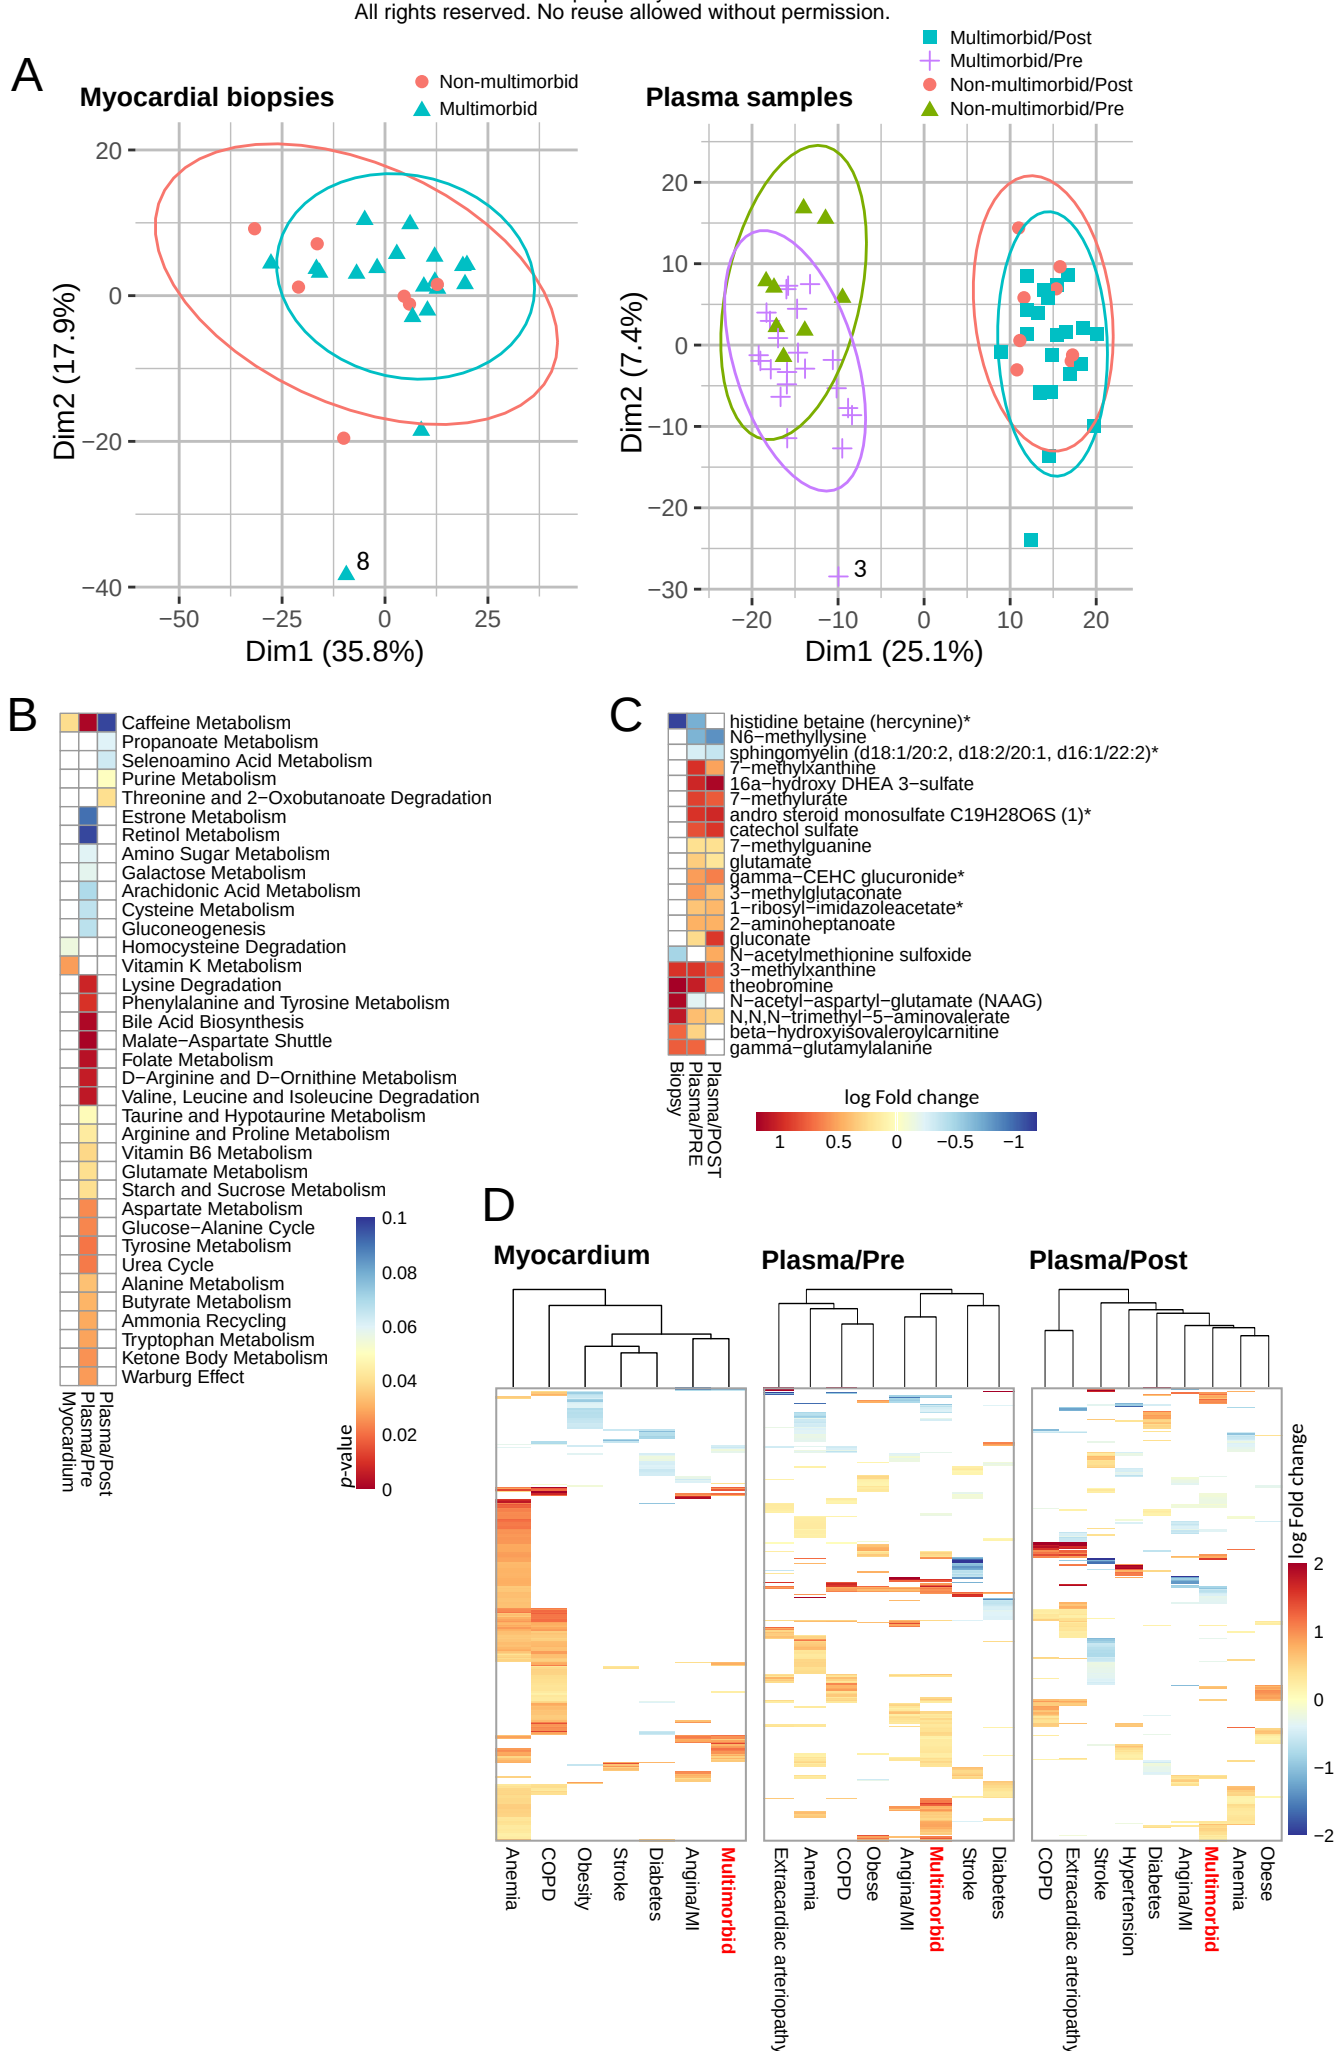 All rights reserved. No reuse allowed without permission.
A
Myocardial biopsies
Non-multimorbid
Multimorbid
20
0
−20
−40
Dim2 (17.9%)
8
−50
−25
0
25
Dim1 (35.8%)
Plasma samples
Multimorbid/Post
Multimorbid/Pre
Non-multimorbid/Post
Non-multimorbid/Pre
20
10
0
−10
−20
−30
Dim2 (7.4%)
3
−20
−10
0
10
20
Dim1 (25.1%)
B
Caffeine Metabolism
Propanoate Metabolism
Selenoamino Acid Metabolism
Purine Metabolism
Threonine and 2−Oxobutanoate Degradation
Estrone Metabolism
Retinol Metabolism
Amino Sugar Metabolism
Galactose Metabolism
Arachidonic Acid Metabolism
Cysteine Metabolism
Gluconeogenesis
Homocysteine Degradation
Vitamin K Metabolism
Lysine Degradation
Phenylalanine and Tyrosine Metabolism
Bile Acid Biosynthesis
Malate−Aspartate Shuttle
Folate Metabolism
D−Arginine and D−Ornithine Metabolism
Valine, Leucine and Isoleucine Degradation
Taurine and Hypotaurine Metabolism
Arginine and Proline Metabolism
Vitamin B6 Metabolism
Glutamate Metabolism
Starch and Sucrose Metabolism
Aspartate Metabolism
Glucose−Alanine Cycle
Tyrosine Metabolism
Urea Cycle
Alanine Metabolism
Butyrate Metabolism
Ammonia Recycling
Tryptophan Metabolism
Ketone Body Metabolism
Warburg Effect
Myocardium
Plasma/Pre
Plasma/Post
p-value
0.1
0.08
0.06
0.04
0.02
0
C
histidine betaine (hercynine)*
N6−methyllysine
sphingomyelin (d18:1/20:2, d18:2/20:1, d16:1/22:2)*
7−methylxanthine
16a−hydroxy DHEA 3−sulfate
7−methylurate
andro steroid monosulfate C19H28O6S (1)*
catechol sulfate
7−methylguanine
glutamate
gamma−CEHC glucuronide*
3−methylglutaconate
1−ribosyl−imidazoleacetate*
2−aminoheptanoate
gluconate
N−acetylmethionine sulfoxide
3−methylxanthine
theobromine
N−acetyl−aspartyl−glutamate (NAAG)
N,N,N−trimethyl−5−aminovalerate
beta−hydroxyisovaleroylcarnitine
gamma−glutamylalanine
Biopsy
Plasma/PRE
Plasma/POST
log Fold change
1
0.5
0
−0.5
−1
D
Myocardium
Plasma/Pre
Plasma/Post
Anemia
COPD
Obesity
Stroke
Diabetes
Angina/MI
Multimorbid
Extracardiac arteriopathy
Anemia
COPD
Obese
Angina/MI
Multimorbid
Stroke
Diabetes
COPD
Extracardiac arteriopathy
Stroke
Hypertension
Diabetes
Angina/MI
Multimorbid
Anemia
Obese
log Fold change
2
1
0
−1
−2